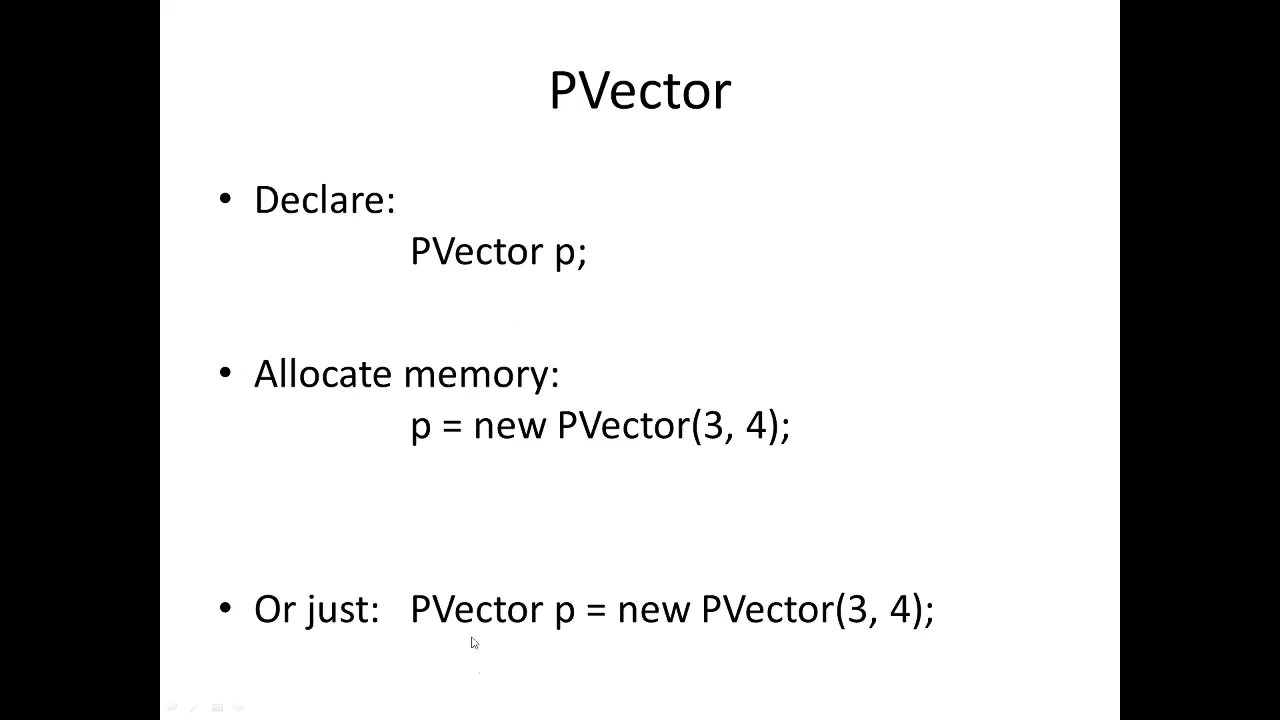 PVector
• Declare:
PVector p;
• Allocate memory:
p = new PVector(3, 4);
• Or just: PVector p = new PVector(3, 4);